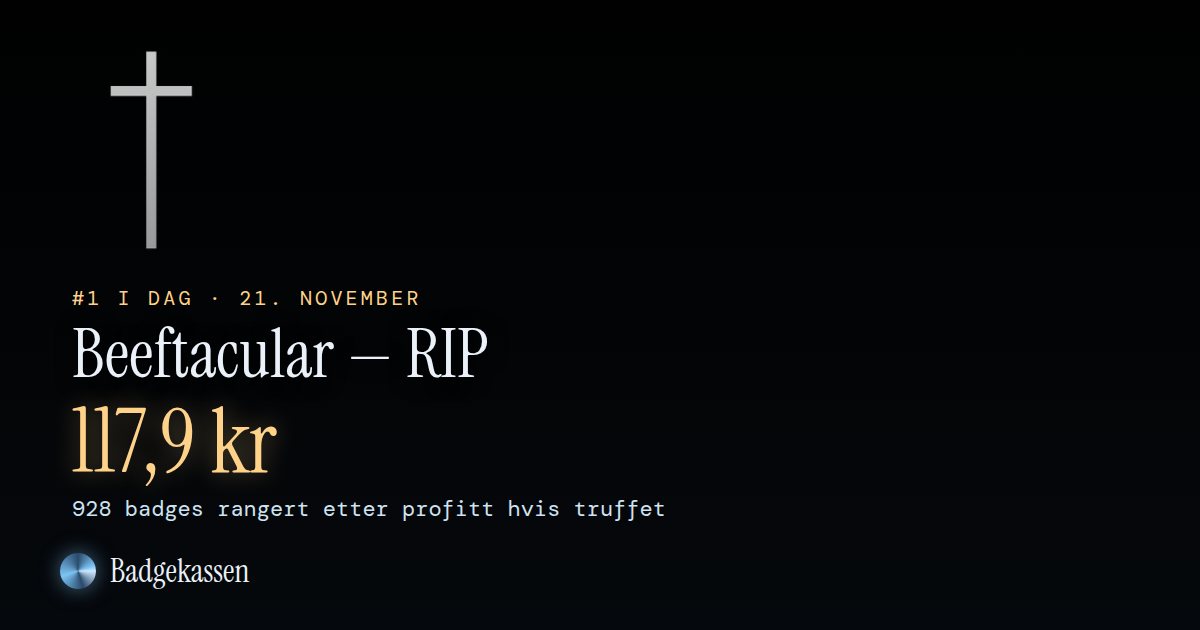 #1 I DAG · 21. NOVEMBER
Beeftacular — RIP
117,9 kr
928 badges rangert etter profitt hvis truffet
Badgekassen